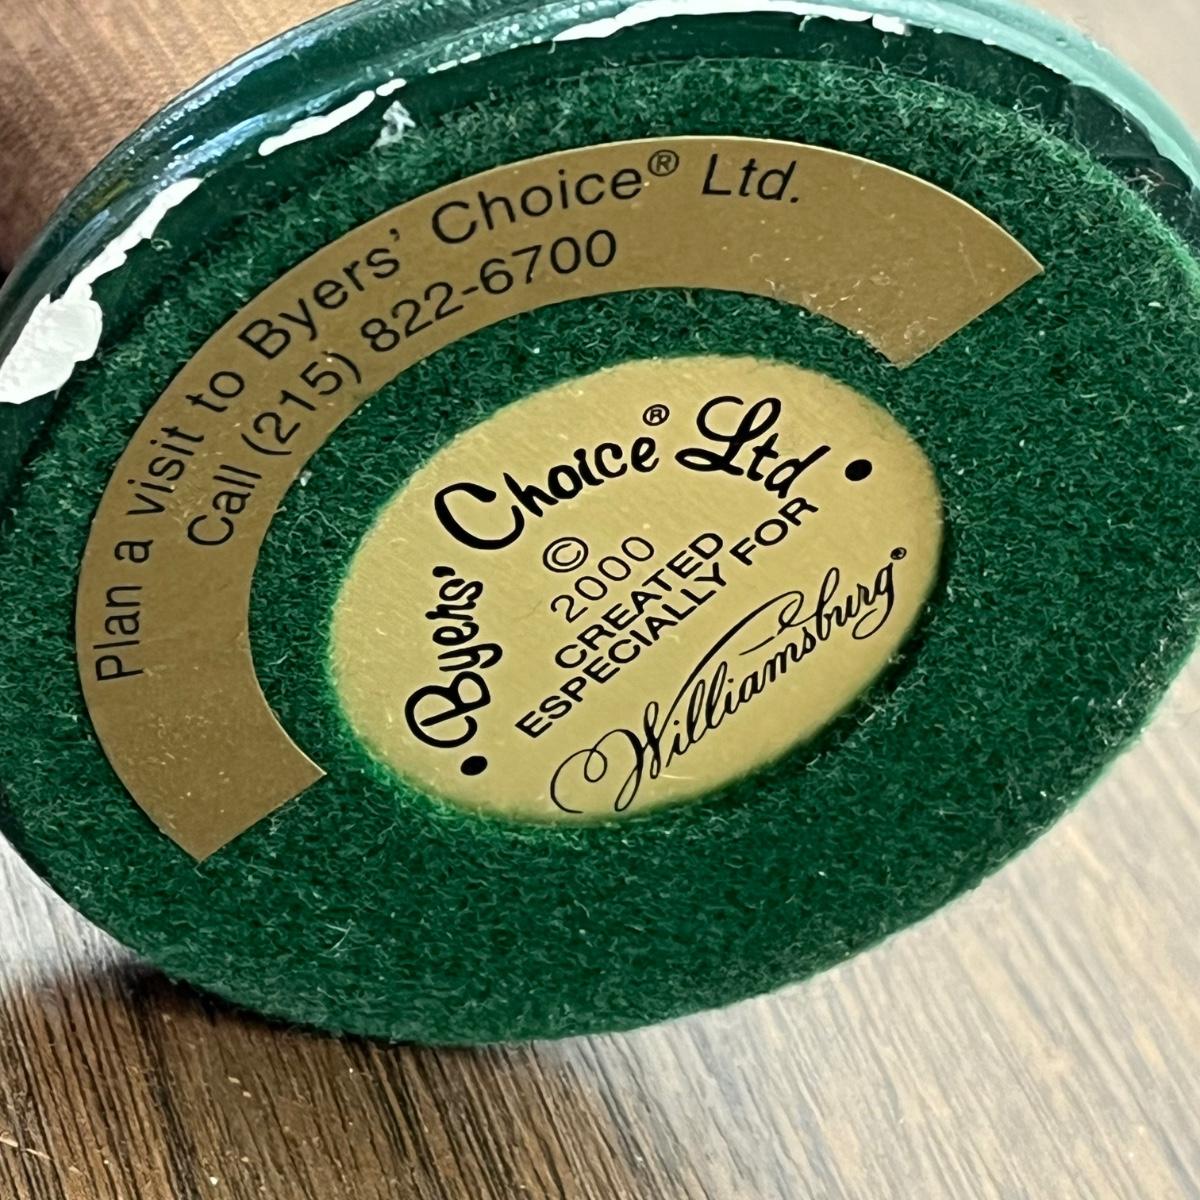 Plan a visit to Byers' Choice® Ltd.
Call (215) 822-6700
• Byers' Choice® Ltd •
©
2000
CREATED
ESPECIALLY FOR
Williamsburg®